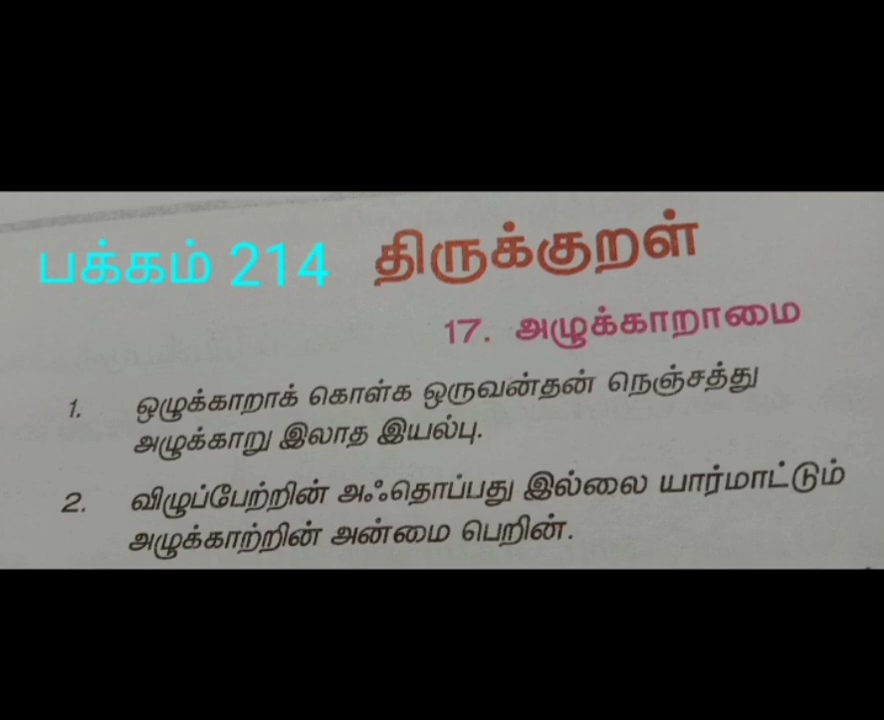 பக்கம் 214 திருக்குறள்
17. அழுக்காறாமை
1. ஒழுக்காறாக் கொள்க ஒருவன்தன் நெஞ்சத்து
அழுக்காறு இலாத இயல்பு.
2. விழுப்பேற்றின் அஃதொப்பது இல்லை யார்மாட்டும்
அழுக்காற்றின் அன்மை பெறின்.